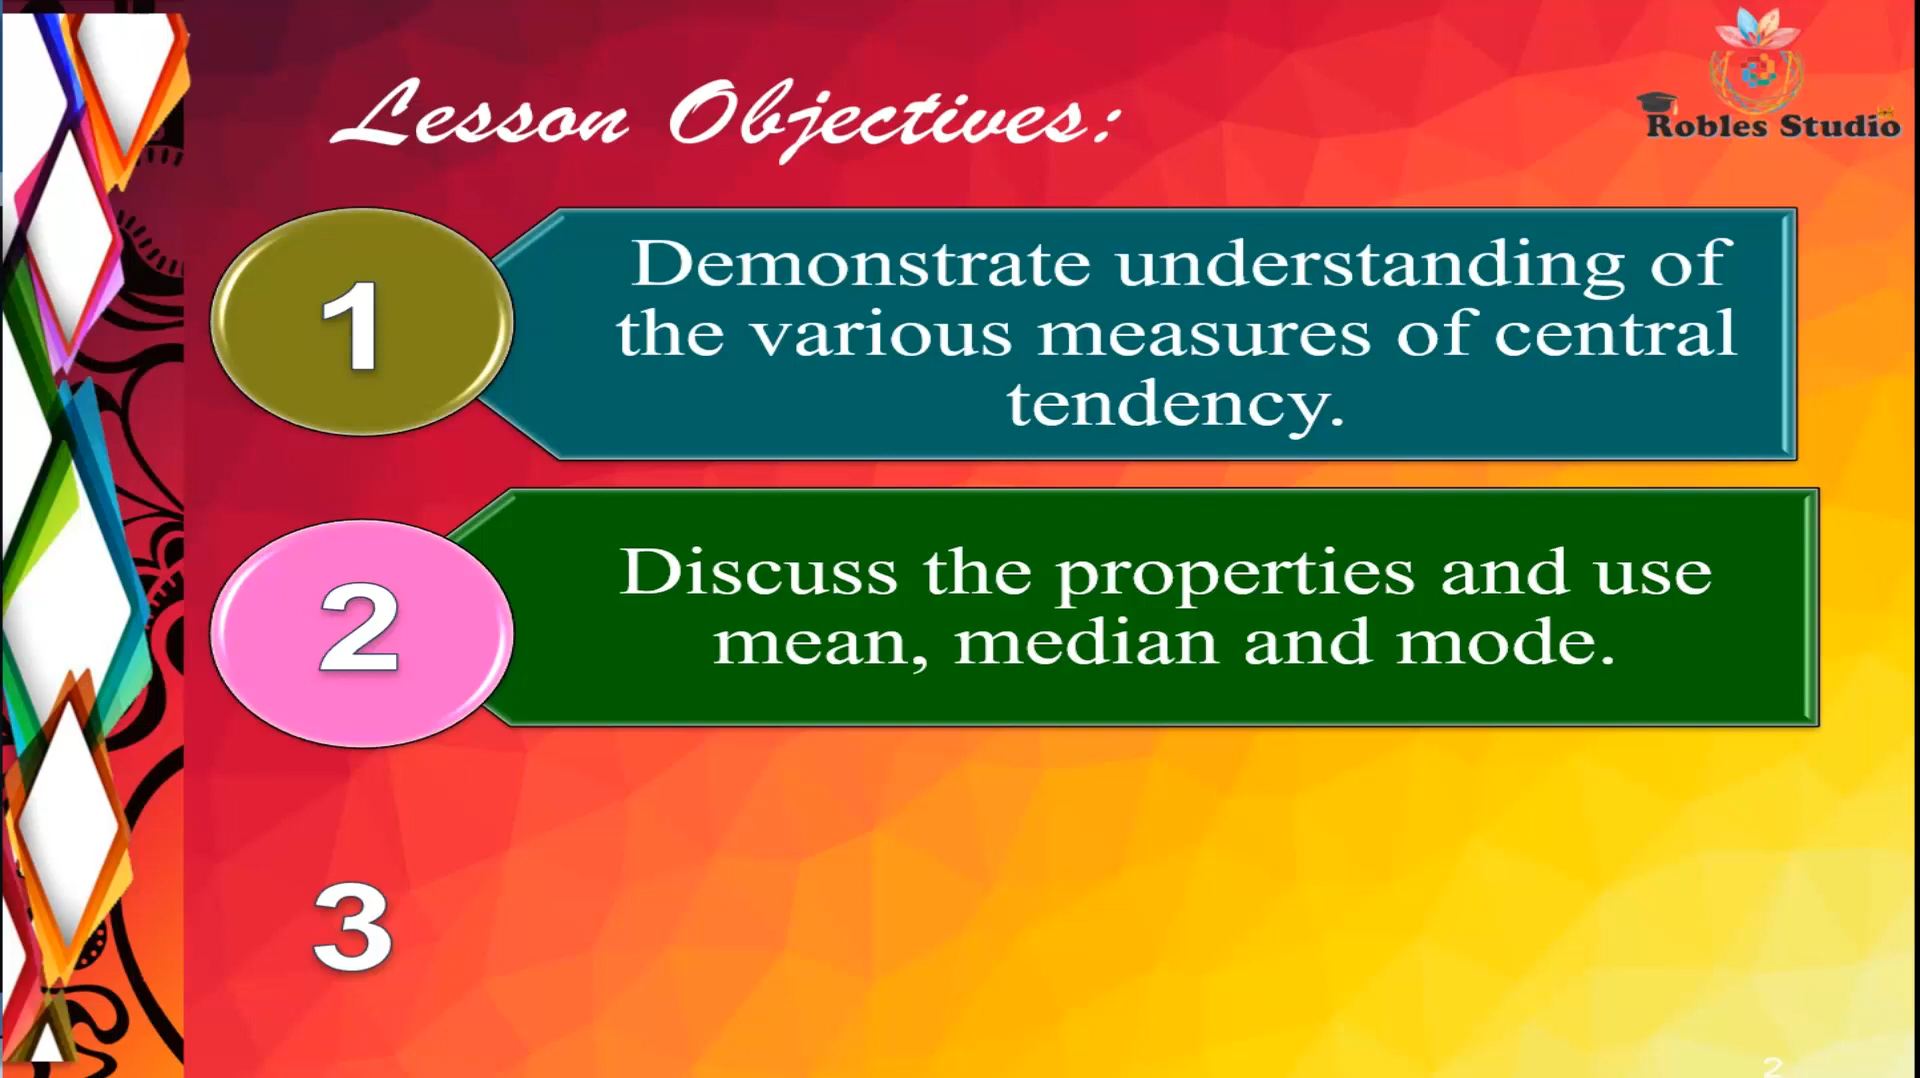 Lesson Objectives:
Robles Studio
1
Demonstrate understanding of
the various measures of central
tendency.
2
Discuss the properties and use
mean, median and mode.
3
2